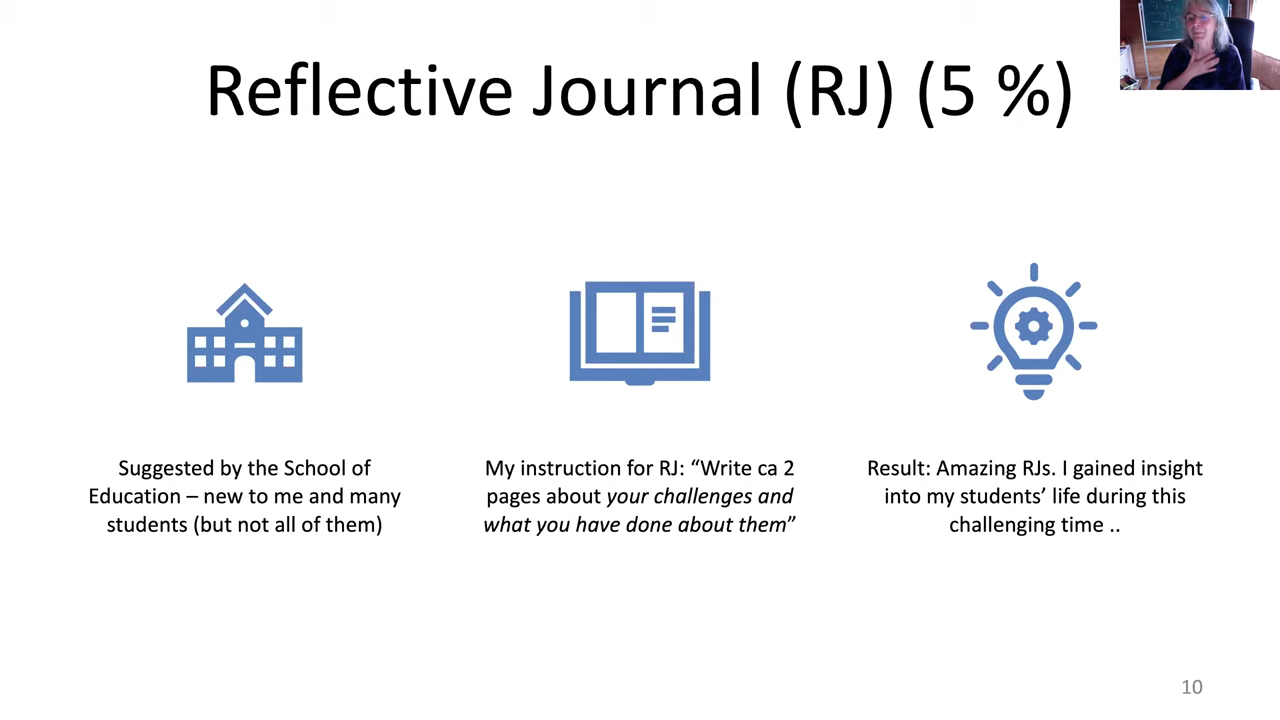 Reflective Journal (RJ) (5 %)
Suggested by the School of
Education – new to me and many
students (but not all of them)
My instruction for RJ: “Write ca 2
pages about your challenges and
what you have done about them”
Result: Amazing RJs. I gained insight
into my students’ life during this
challenging time ..
10